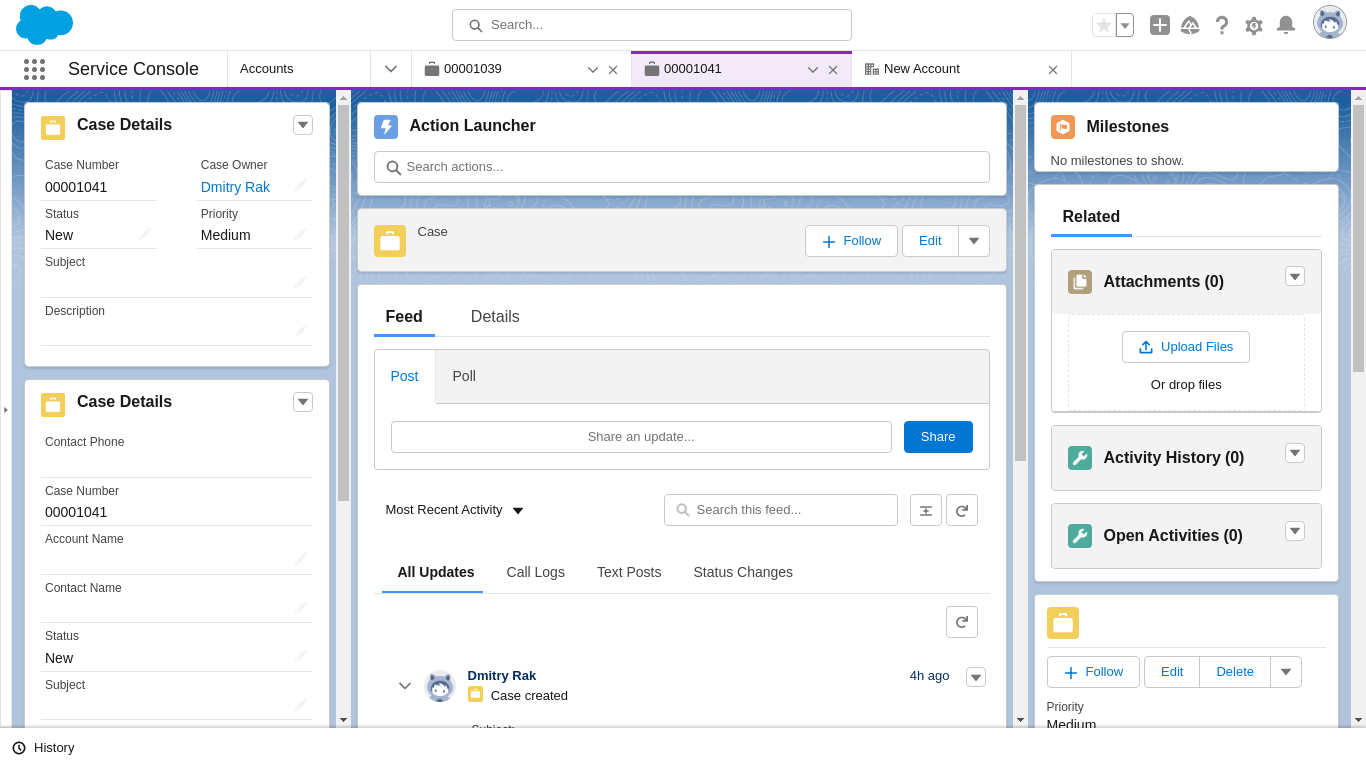 Search...
Service Console
Accounts
00001039
00001041
New Account
Case Details
Case Number
Case Owner
00001041
Dmitry Rak
Status
Priority
New
Medium
Subject
Description
Case Details
Contact Phone
Case Number
00001041
Account Name
Contact Name
Status
New
Subject
Action Launcher
Search actions...
Case
Follow
Edit
Feed
Details
Post
Poll
Share an update...
Share
Most Recent Activity
Search this feed...
All Updates
Call Logs
Text Posts
Status Changes
Dmitry Rak
4h ago
Case created
Subject:
Milestones
No milestones to show.
Related
Attachments (0)
Upload Files
Or drop files
Activity History (0)
Open Activities (0)
Follow
Edit
Delete
Priority
Medium
History